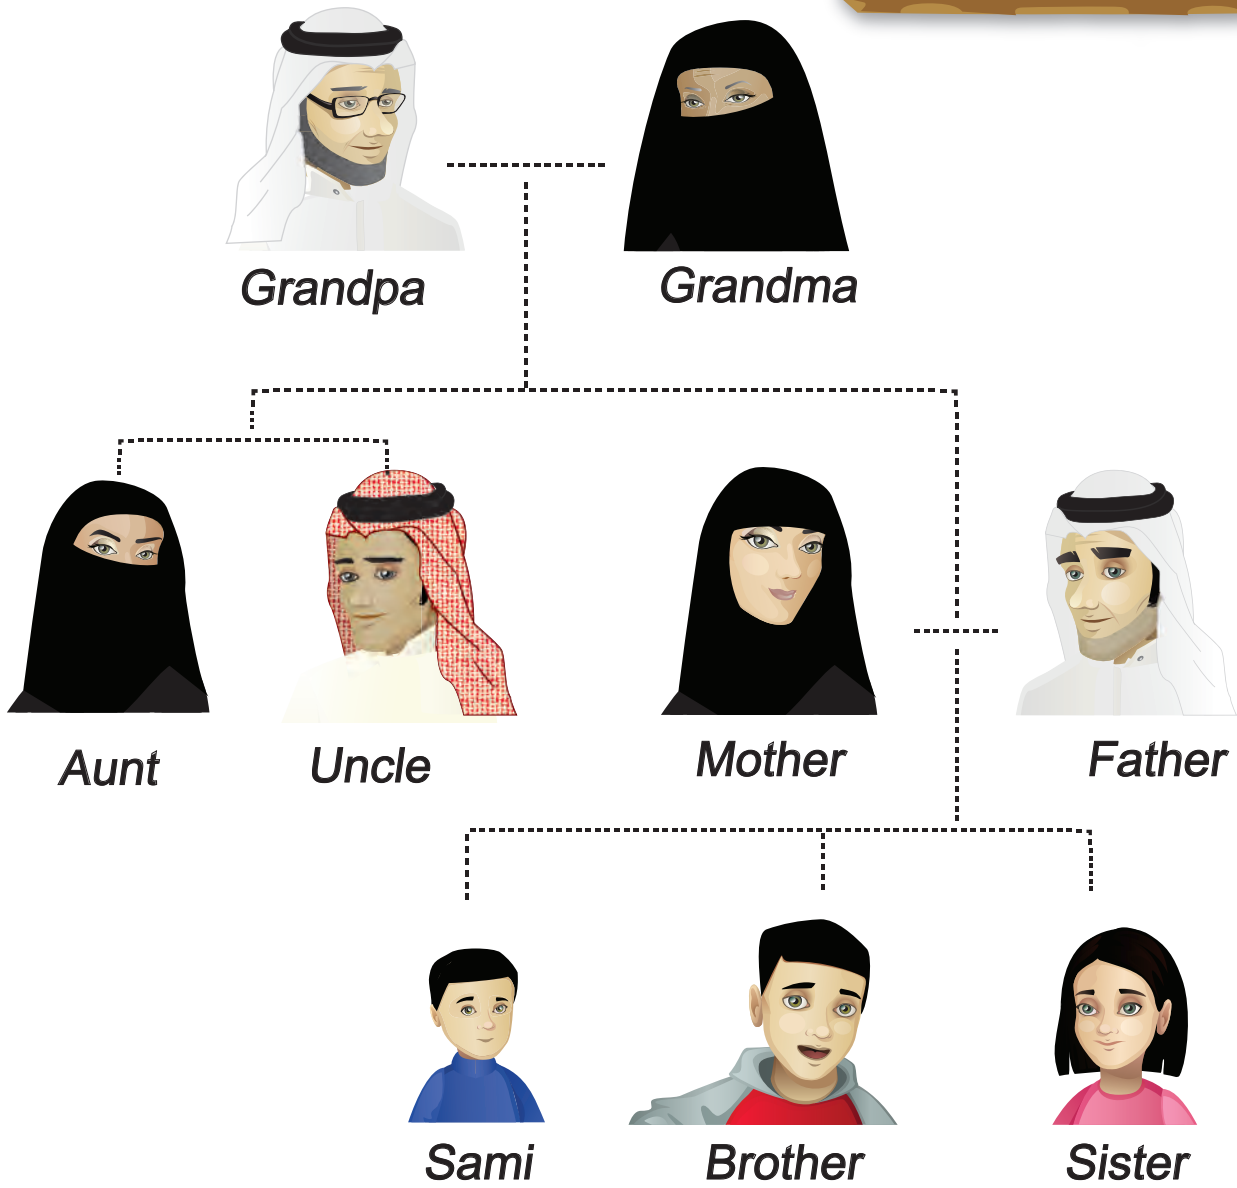 Grandpa
Grandma
Aunt
Uncle
Mother
Father
Sami
Brother
Sister